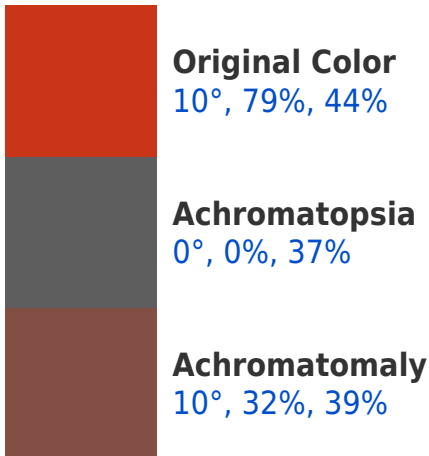 Original Color
10°, 79%, 44%
Achromatopsia
0°, 0%, 37%
Achromatomaly
10°, 32%, 39%